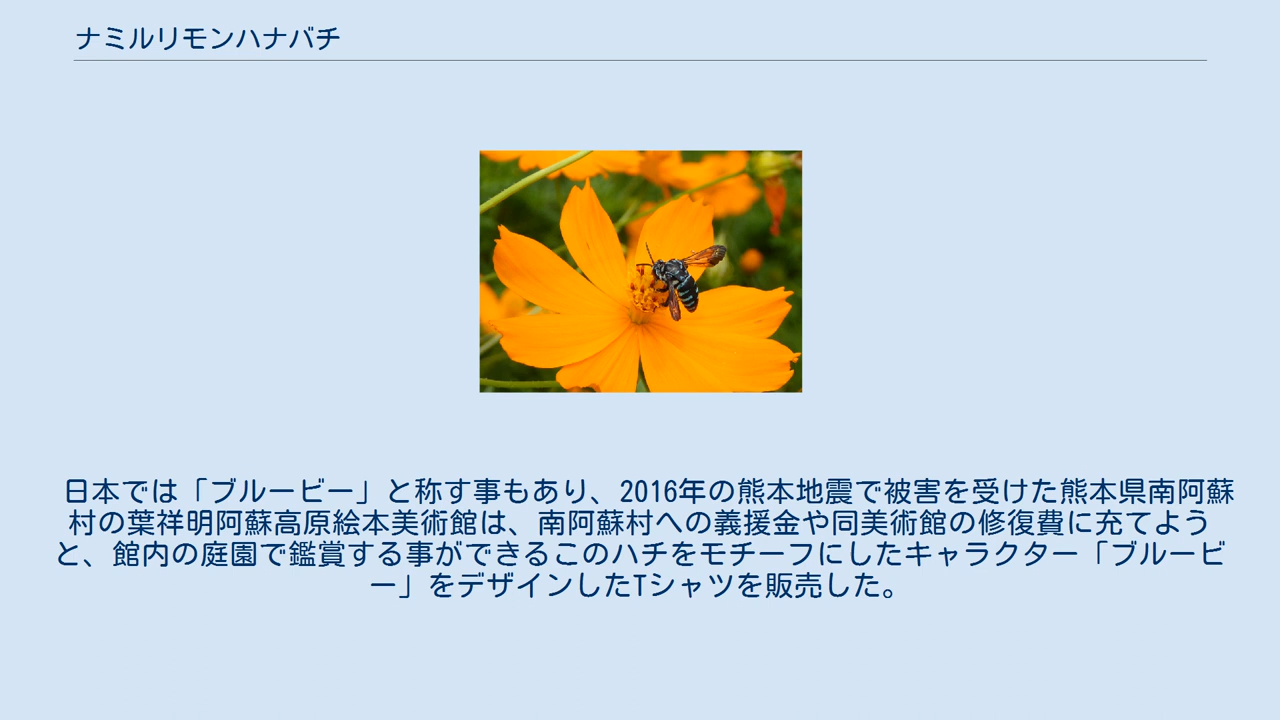 ナミルリモンハナバチ
日本では「ブルービー」と称す事もあり、2016年の熊本地震で被害を受けた熊本県南阿蘇
村の葉祥明阿蘇高原絵本美術館は、南阿蘇村への義援金や同美術館の修復費に充てよう
と、館内の庭園で鑑賞する事ができるこのハチをモチーフにしたキャラクター「ブルービ
ー」をデザインしたTシャツを販売した。